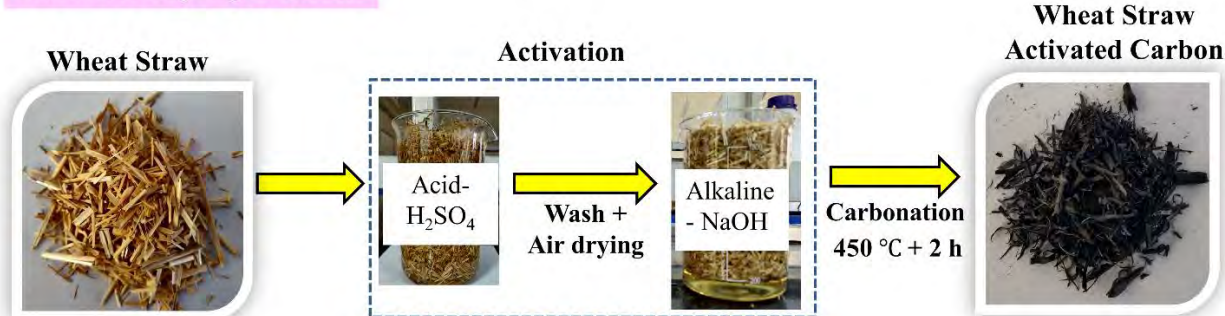 Wheat Straw
Activation
Wheat Straw
Activated Carbon
Acid-
H₂SO₄
Wash +
Air drying
Alkaline
- NaOH
Carbonation
450 °C + 2 h